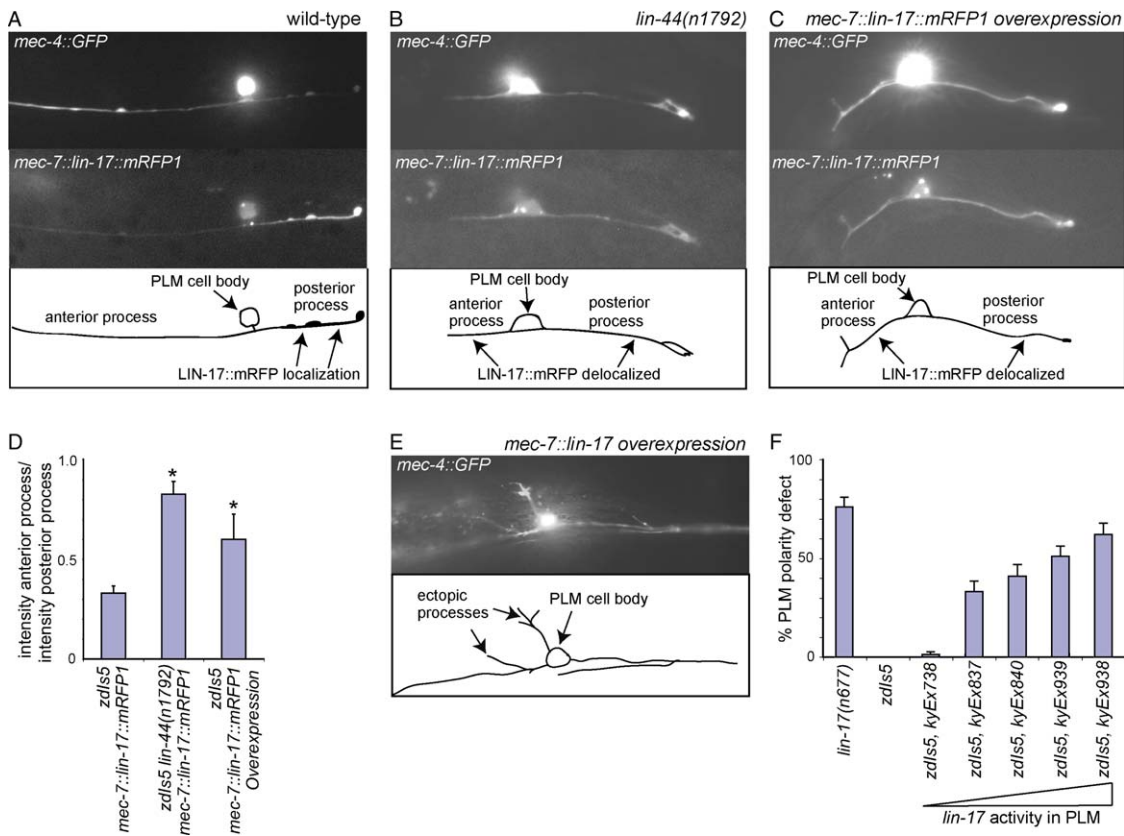 A
wild-type
mec-4::GFP
mec-7::lin-17::mRFP1
PLM cell body
posterior
process
anterior process
LIN-17::mRFP localization
B
lin-44(n1792)
mec-4::GFP
mec-7::lin-17::mRFP1
PLM cell body
anterior
process
posterior
process
LIN-17::mRFP delocalized
C
mec-7::lin-17::mRFP1 overexpression
mec-4::GFP
mec-7::lin-17::mRFP1
PLM cell body
anterior
process
posterior
process
LIN-17::mRFP delocalized
D
intensity anterior process/
intensity posterior process
1.0
0.5
0
*
*
zdIs5
mec-7::lin-17::mRFP1
zdIs5 lin-44(n1792)
mec-7::lin-17::mRFP1
zdIs5
mec-7::lin-17::mRFP1
Overexpression
E
mec-7::lin-17 overexpression
mec-4::GFP
ectopic
processes
PLM cell body
F
% PLM polarity defect
100
50
0
lin-17(n677)
zdIs5
zdIs5, kyEx738
zdIs5, kyEx837
zdIs5, kyEx840
zdIs5, kyEx939
zdIs5, kyEx938
lin-17 activity in PLM